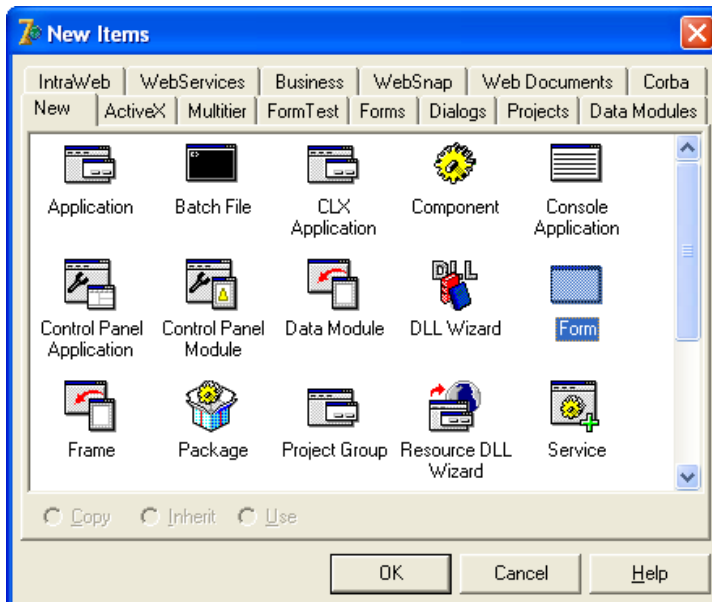 New Items
IntraWeb WebServices Business WebSnap Web Documents Corba
New ActiveX Multitier FormTest Forms Dialogs Projects Data Modules
Application Batch File CLX Application Component Console Application
Control Panel Application Control Panel Module Data Module DLL Wizard Form
Frame Package Project Group Resource DLL Wizard Service
Copy Inherit Use
OK Cancel Help